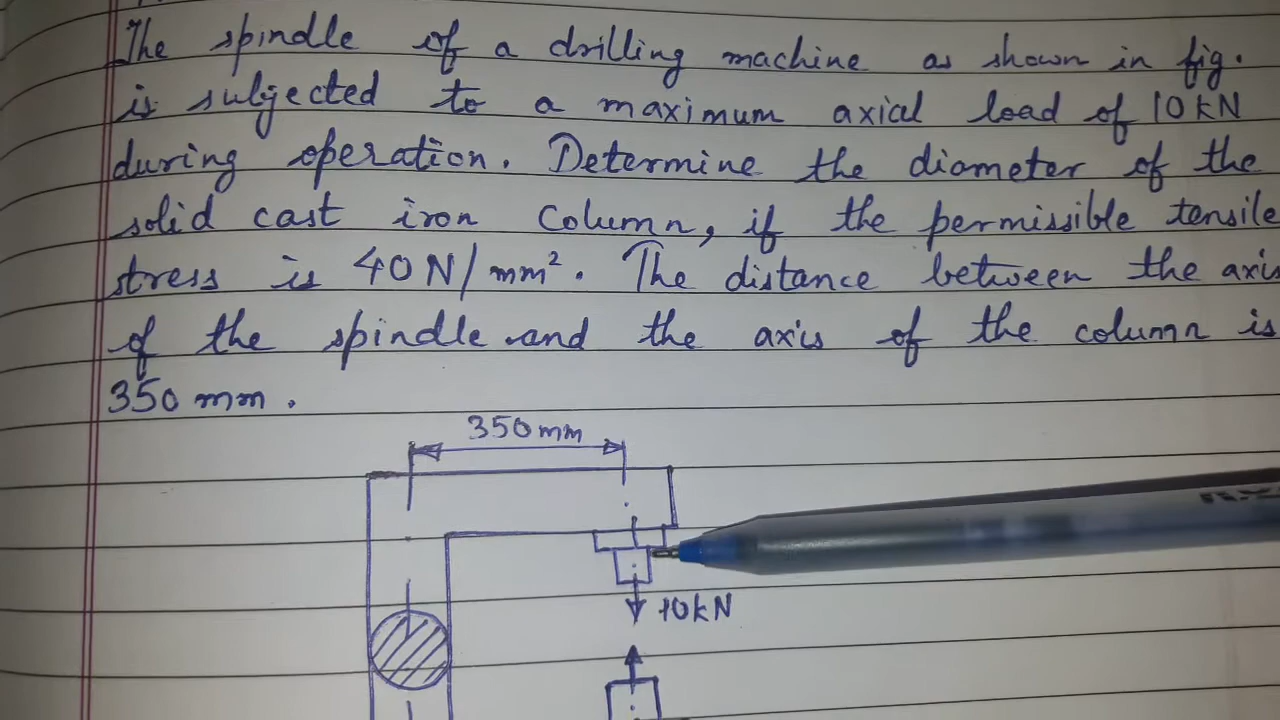 The spindle of a drilling machine as shown in fig.
is subjected to a maximum axial load of 10 kN
during operation. Determine the diameter of the
solid cast iron column, if the permissible tensile
stress is 40 N/mm². The distance between the axis
of the spindle and the axis of the column is
350 mm.
350 mm
10 kN